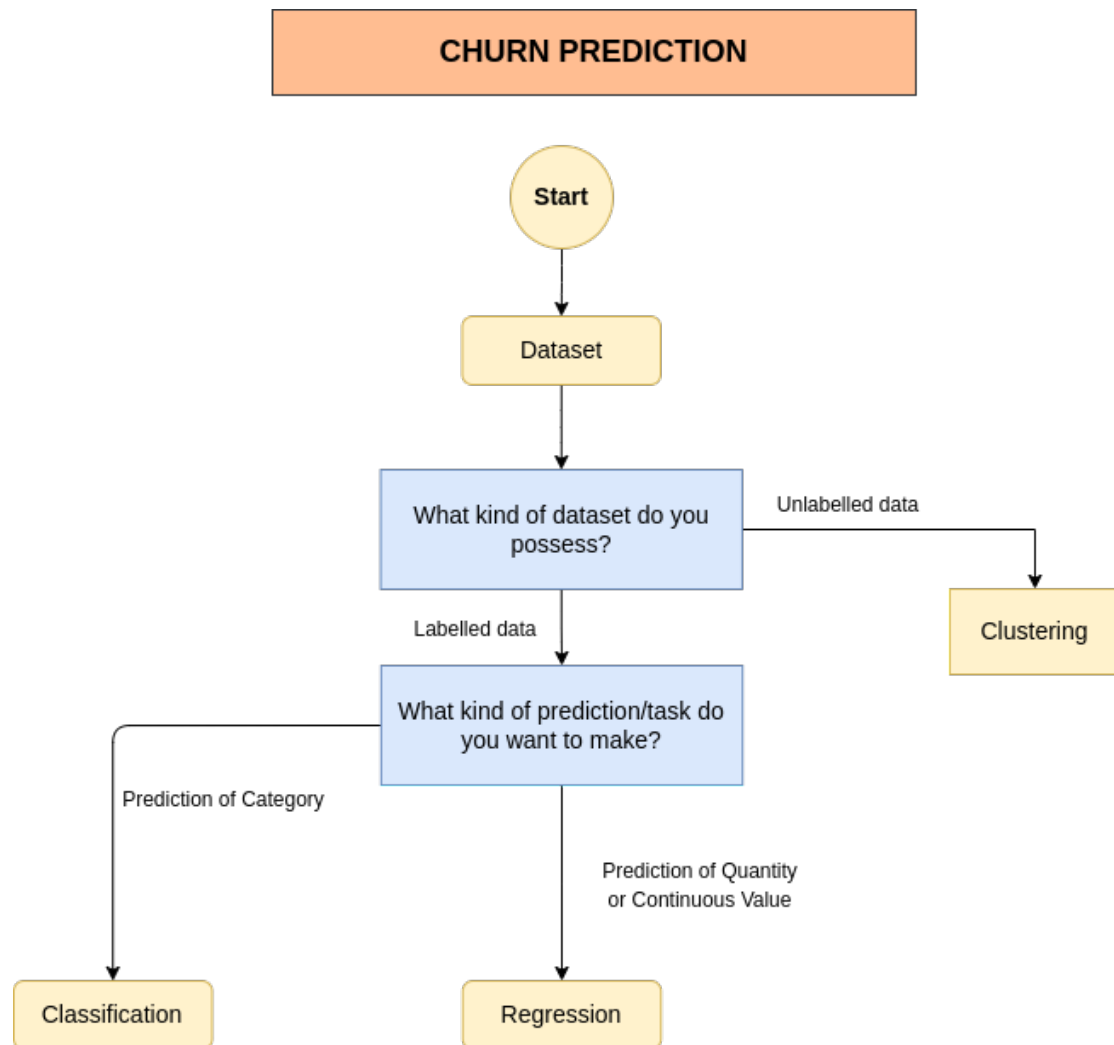 CHURN PREDICTION
Start
Dataset
What kind of dataset do you
possess?
Unlabelled data
Clustering
Labelled data
What kind of prediction/task do
you want to make?
Prediction of Category
Prediction of Quantity
or Continuous Value
Classification
Regression